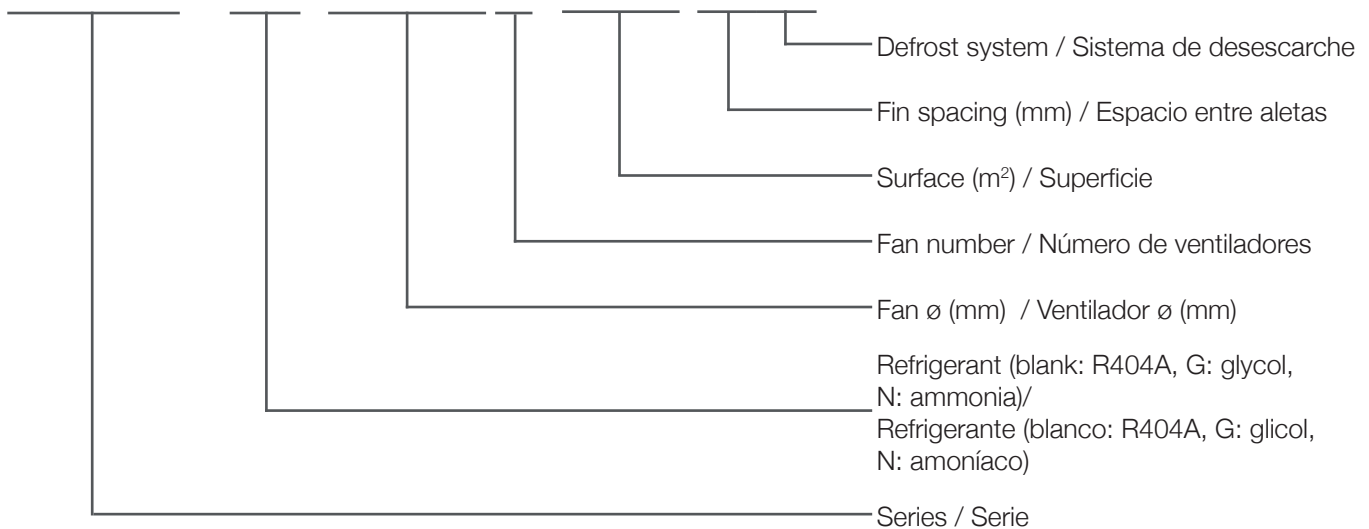 Defrost system / Sistema de desescarche
Fin spacing (mm) / Espacio entre aletas
Surface (m²) / Superficie
Fan number / Número de ventiladores
Fan ø (mm) / Ventilador ø (mm)
Refrigerant (blank: R404A, G: glycol,
N: ammonia)/
Refrigerante (blanco: R404A, G: glicol,
N: amoníaco)
Series / Serie